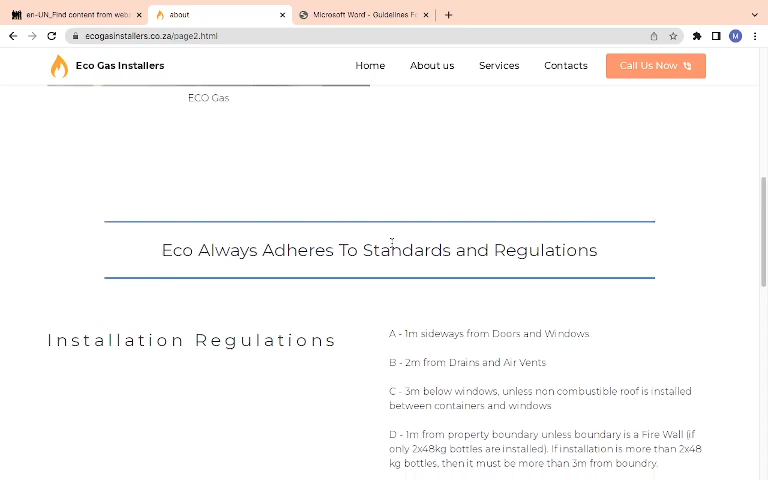 en-UN_Find content from webs
about
Microsoft Word - Guidelines Fo
ecogasinstallers.co.za/page2.html
M
Eco Gas Installers
Home
About us
Services
Contacts
Call Us Now
ECO Gas
Eco Always Adheres To Standards and Regulations
Installation Regulations
A - 1m sideways from Doors and Windows
B - 2m from Drains and Air Vents
C - 3m below windows, unless non combustible roof is installed
between containers and windows
D - 1m from property boundary unless boundary is a Fire Wall (if
only 2x48kg bottles are installed). If installation is more than 2x48
kg bottles, then it must be more than 3m from boundry.